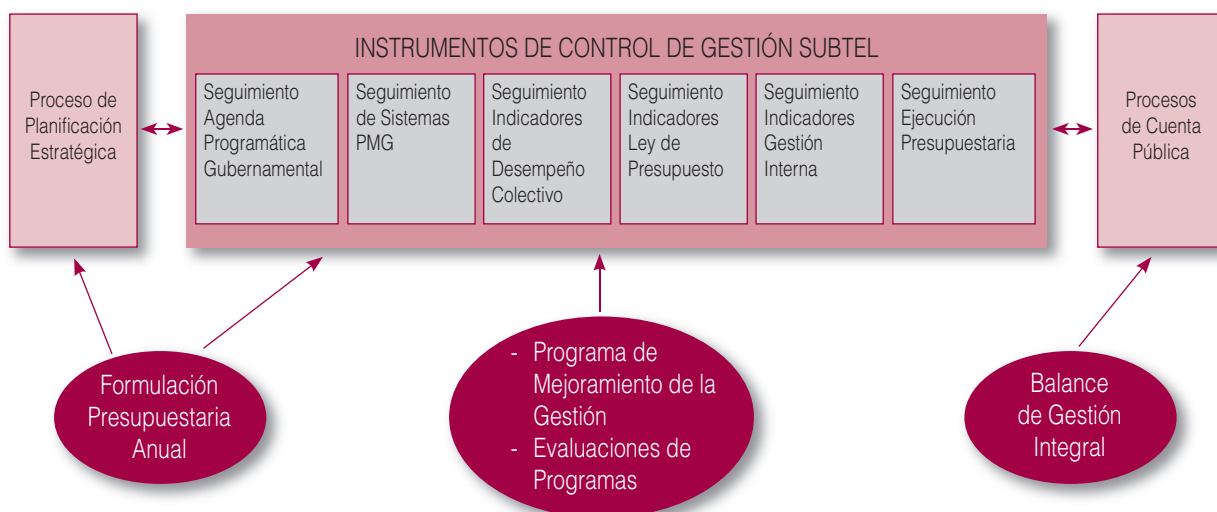 Proceso de
Planificación
Estratégica
INSTRUMENTOS DE CONTROL DE GESTIÓN SUBTEL
Seguimiento
Agenda
Programática
Gubernamental
Seguimiento
de Sistemas
PMG
Seguimiento
Indicadores
de
Desempeño
Colectivo
Seguimiento
Indicadores
Ley de
Presupuesto
Seguimiento
Indicadores
Gestión
Interna
Seguimiento
Ejecución
Presupuestaria
Procesos
de Cuenta
Pública
Formulación
Presupuestaria
Anual
- Programa de
Mejoramiento de la
Gestión
- Evaluaciones de
Programas
Balance
de Gestión
Integral